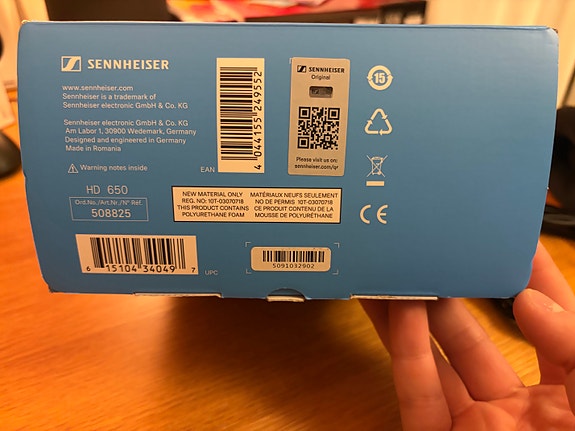 SENNHEISER
www.sennheiser.com
Sennheiser is a trademark of
Sennheiser electronic GmbH & Co. KG
Sennheiser electronic GmbH & Co. KG
Am Labor 1, 30900 Wedemark, Germany
Designed and engineered in Germany
Made in Romania
Warning notes inside
HD 650
Ord.No./Art.Nr./N° Réf.
508825
6 15104 34049 7
UPC
EAN
4 044155 249552
SENNHEISER
Original
Please visit us on:
sennheiser.com/qr
15
CE
NEW MATERIAL ONLY
REG. NO: 10T-03070718
THIS PRODUCT CONTAINS
POLYURETHANE FOAM
MATÉRIAUX NEUFS SEULEMENT
NO DE PERMIS 10T-03070718
CE PRODUIT CONTENU DE LA
MOUSSE DE POLYURÉTHANE
5091032902